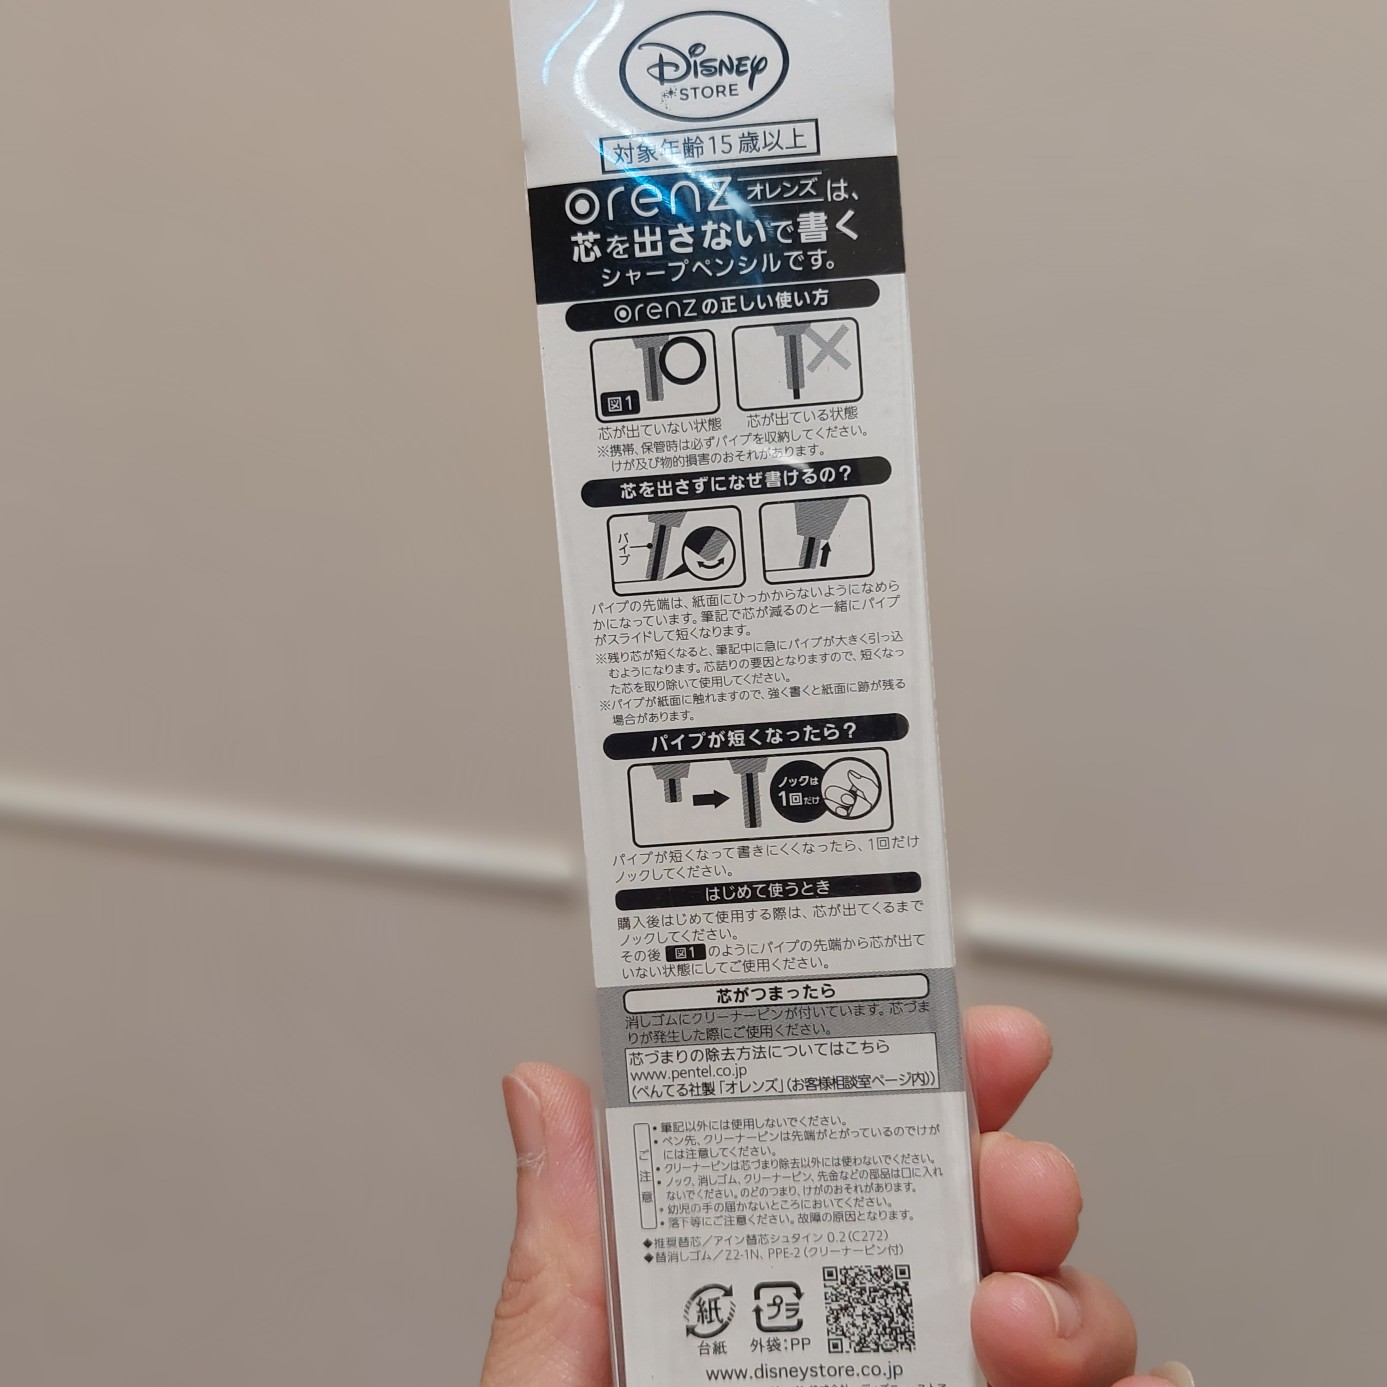 Disney
STORE
対象年齢15歳以上
orenz オレンズ は、
芯を出さないで書く
シャープペンシルです。
orenzの正しい使い方
図1
芯が出ていない状態
芯が出ている状態
※携帯、保管時は必ずパイプを収納してください。
けが及び物的損害のおそれがあります。
芯を出さずになぜ書けるの？
パイプ
パイプの先端は、紙面にひっかからないようになめら
かになっています。筆記で芯が減るのと一緒にパイプ
がスライドして短くなります。
※残り芯が短くなると、筆記中に急にパイプが大きく引っ込
むようになります。芯詰りの要因となりますので、短くなっ
た芯を取り除いて使用してください。
※パイプが紙面に触れますので、強く書くと紙面に跡が残る
場合があります。
パイプが短くなったら？
ノックは
1回だけ
パイプが短くなって書きにくくなったら、1回だけ
ノックしてください。
はじめて使うとき
購入後はじめて使用する際は、芯が出てくるまで
ノックしてください。
その後 図1 のようにパイプの先端から芯が出て
いない状態にしてご使用ください。
芯がつまったら
消しゴムにクリーナーピンが付いています。芯づま
りが発生した際にご使用ください。
芯づまりの除去方法についてはこちら
www.pentel.co.jp
(ぺんてる社製「オレンズ」(お客様相談室ページ内))
ご注意
・筆記以外には使用しないでください。
・ペン先、クリーナーピンは先端がとがっているのでけが
には注意してください。
・クリーナーピンは芯づまり除去以外には使わないでください。
・ノック、消しゴム、クリーナーピン、先金などの部品は口に入れ
ないでください。のどのつまり、けがのおそれがあります。
・幼児の手の届かないところにおいてください。
・落下等にご注意ください。故障の原因となります。
◆推奨替芯／アイン替芯シュタイン 0.2(C272)
◆替消しゴム／Z2-1N、PPE-2(クリーナーピン付)
紙
台紙
プラ
外袋:PP
www.disneystore.co.jp